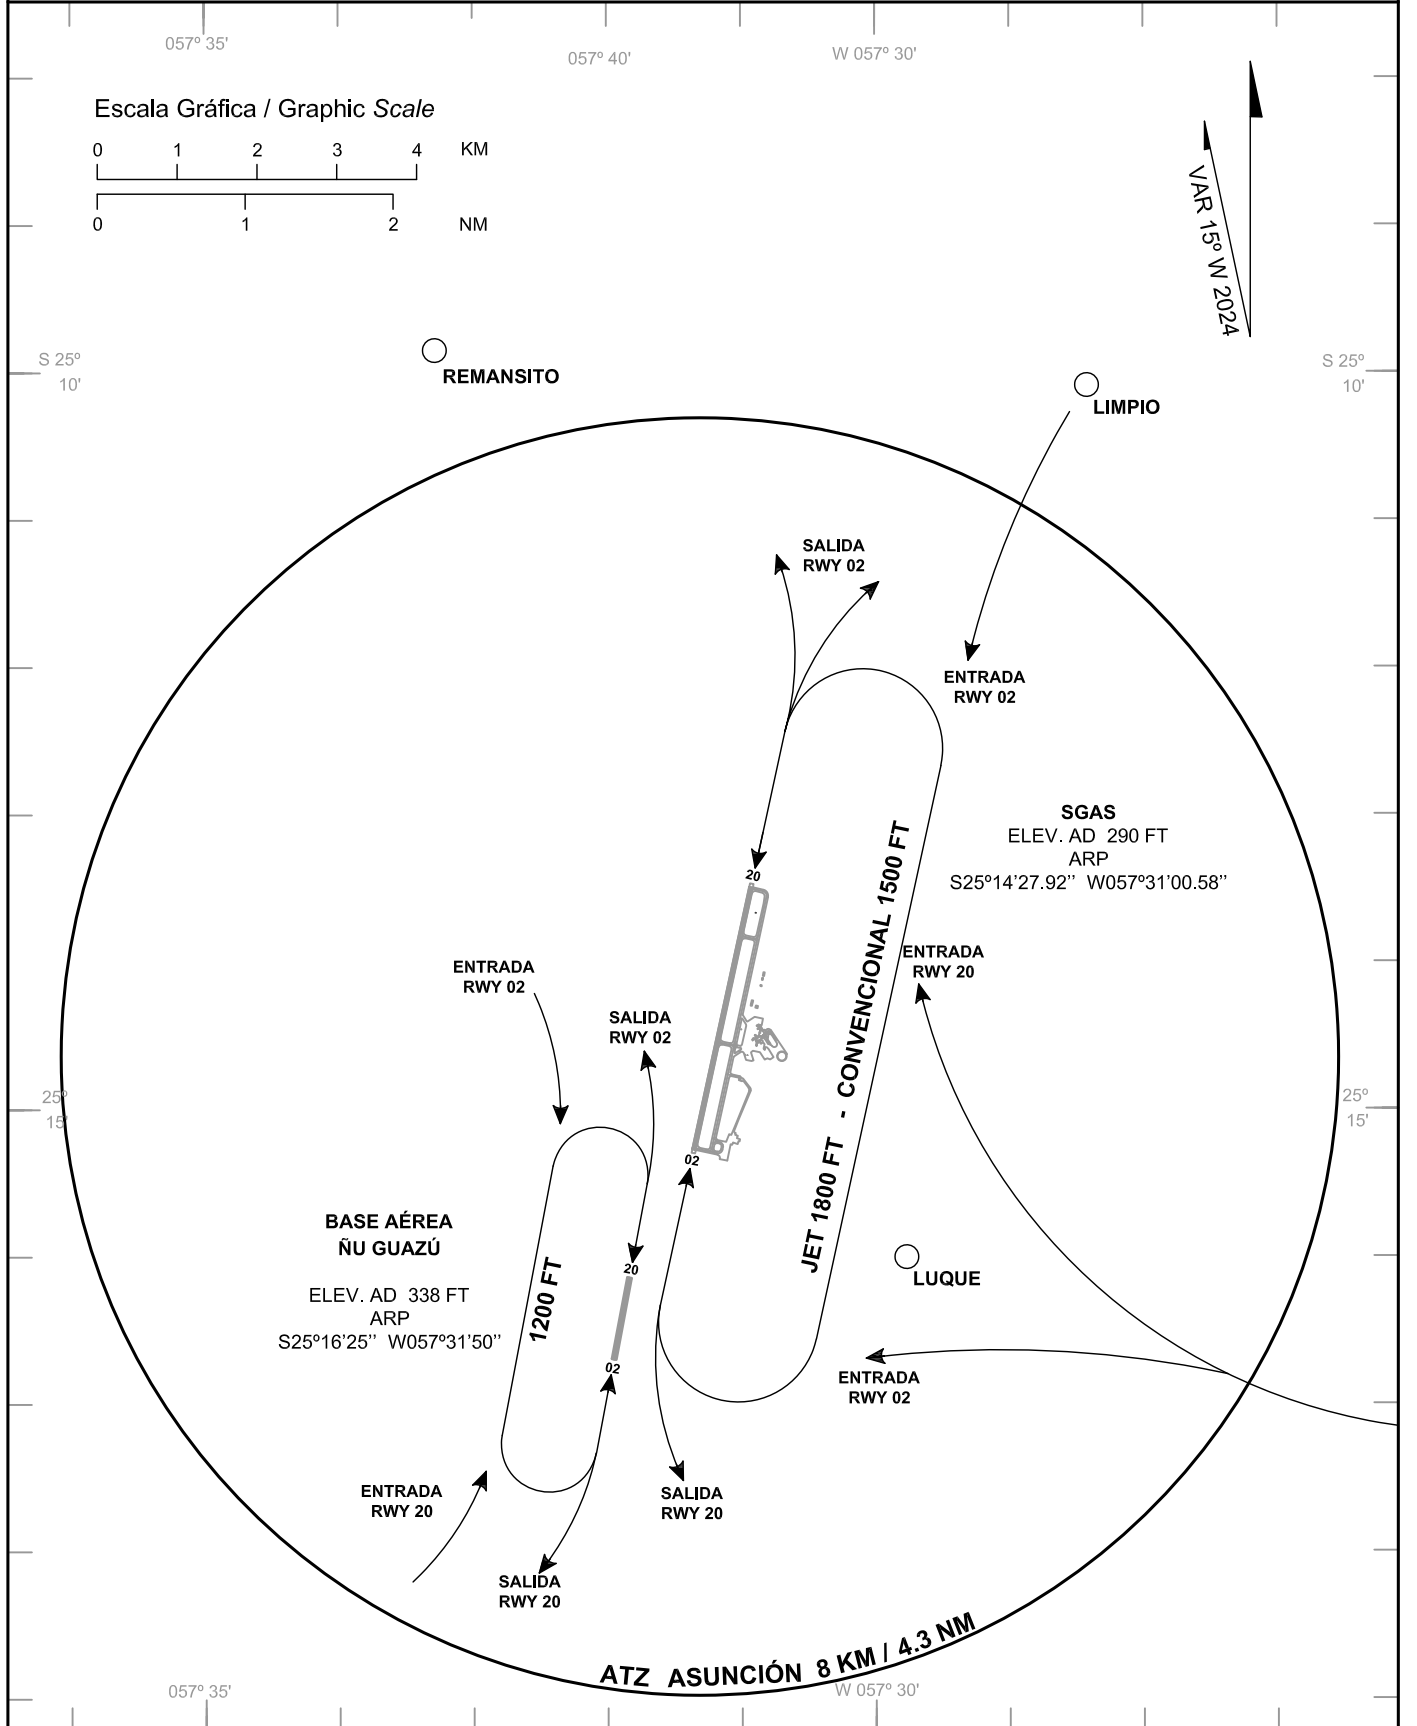 057º 35'
057º 40'
W 057º 30'
Escala Gráfica / Graphic Scale
0 1 2 3 4 KM
0 1 2 NM
VAR 15º W 2024
S 25º
10'
REMANSITO
S 25º
10'
LIMPIO
SALIDA
RWY 02
ENTRADA
RWY 02
SGAS
ELEV. AD 290 FT
ARP
S25º14'27.92'' W057º31'00.58''
20
JET 1800 FT - CONVENCIONAL 1500 FT
ENTRADA
RWY 20
ENTRADA
RWY 02
SALIDA
RWY 02
25º
15'
25º
15'
02
BASE AÉREA
ÑU GUAZÚ
ELEV. AD 338 FT
ARP
S25º16'25'' W057º31'50''
1200 FT
20
02
LUQUE
ENTRADA
RWY 02
ENTRADA
RWY 20
SALIDA
RWY 20
SALIDA
RWY 20
ATZ ASUNCIÓN 8 KM / 4.3 NM
057º 35'
W 057º 30'